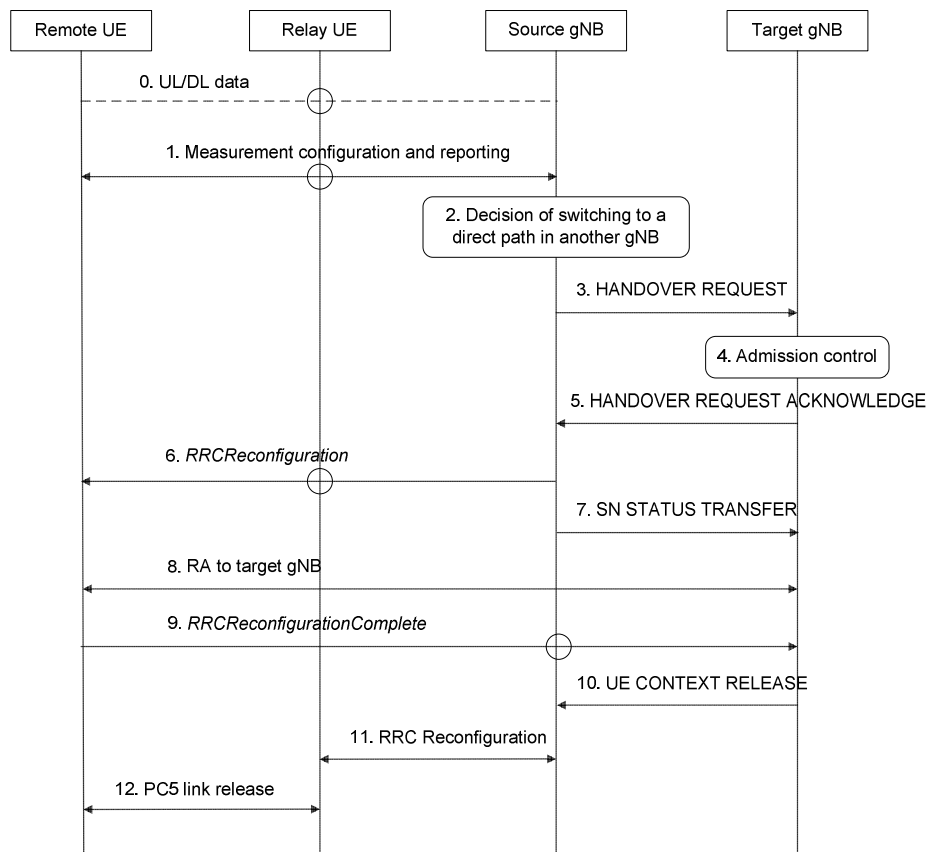 Remote UE
Relay UE
Source gNB
Target gNB
0. UL/DL data
1. Measurement configuration and reporting
2. Decision of switching to a
direct path in another gNB
3. HANDOVER REQUEST
4. Admission control
5. HANDOVER REQUEST ACKNOWLEDGE
6. RRCReconfiguration
7. SN STATUS TRANSFER
8. RA to target gNB
9. RRCReconfigurationComplete
10. UE CONTEXT RELEASE
11. RRC Reconfiguration
12. PC5 link release